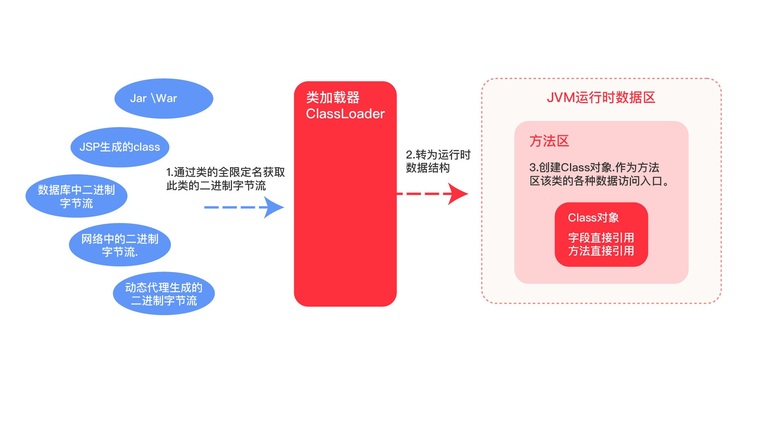 Jar \War
JSP生成的class
数据库中二进制
字节流
网络中的二进制
字节流.
动态代理生成的
二进制字节流
1.通过类的全限定名获取
此类的二进制字节流
类加载器
ClassLoader
2.转为运行时
数据结构
JVM运行时数据区
方法区
3.创建Class对象.作为方法
区该类的各种数据访问入口。
Class对象
字段直接引用
方法直接引用